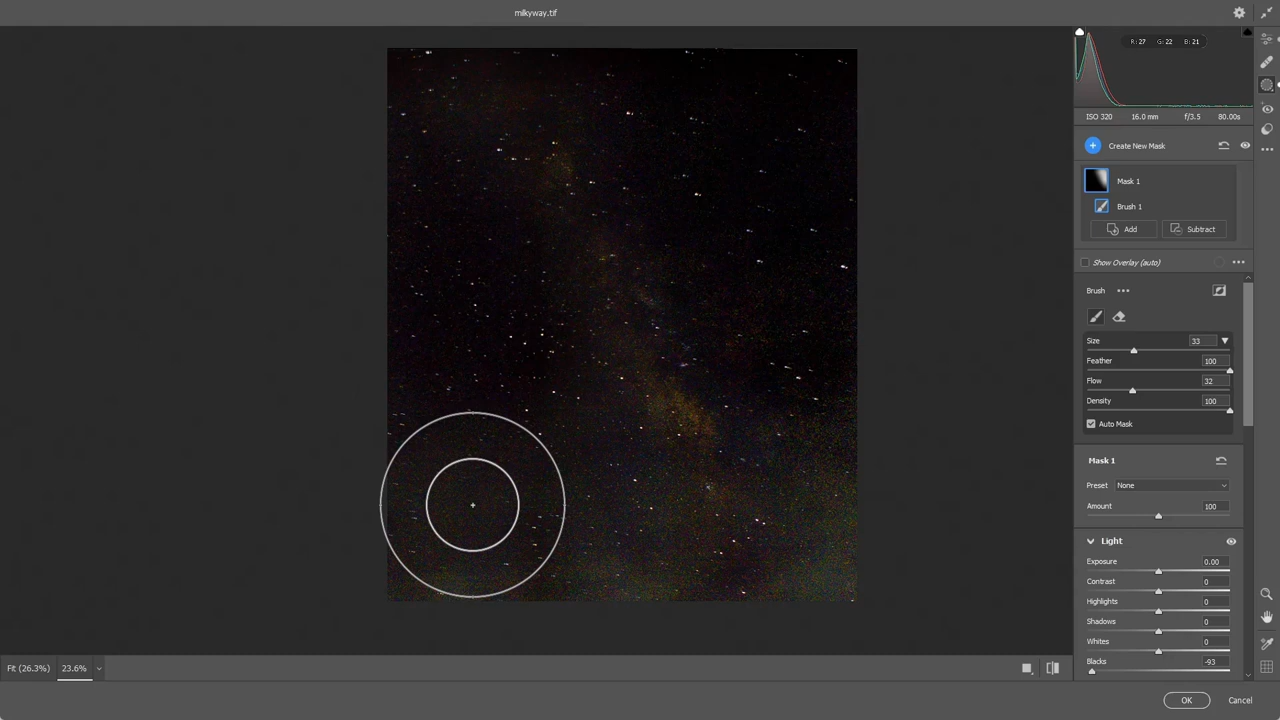 milkyway.tif
R: 27 G: 22 B: 21
ISO 320 16.0 mm f/3.5 80.00s
Create New Mask
Mask 1
Brush 1
Add Subtract
Show Overlay (auto)
Brush
Size 33
Feather 100
Flow 32
Density 100
Auto Mask
Mask 1
Preset: None
Amount 100
Light
Exposure 0.00
Contrast 0
Highlights 0
Shadows 0
Whites 0
Blacks -93
Fit (26.3%) 23.6%
OK Cancel